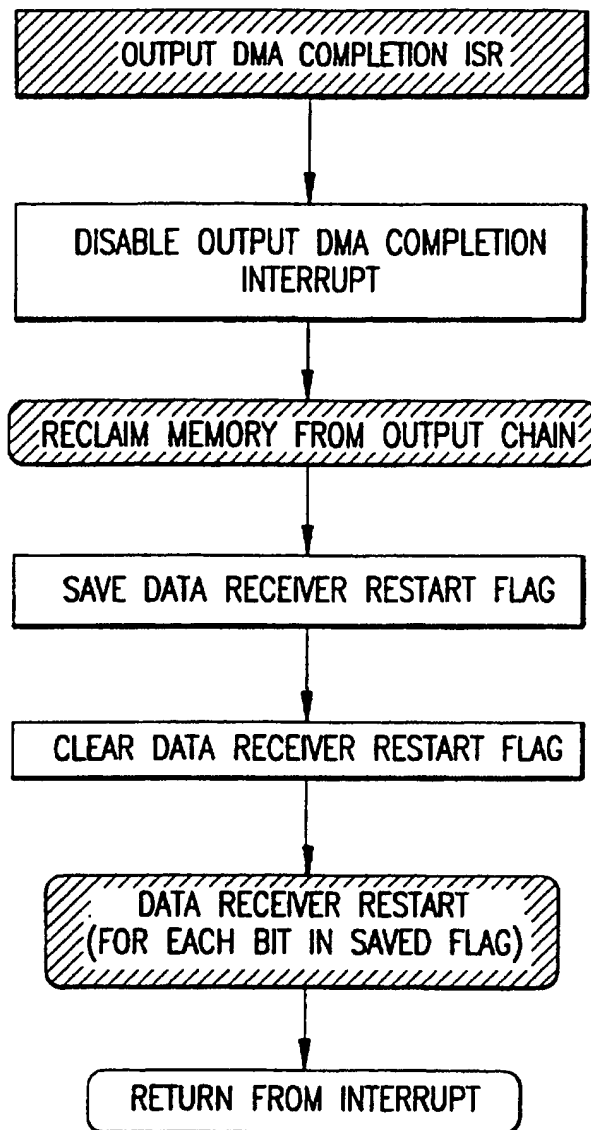 OUTPUT DMA COMPLETION ISR
DISABLE OUTPUT DMA COMPLETION
INTERRUPT
RECLAIM MEMORY FROM OUTPUT CHAIN
SAVE DATA RECEIVER RESTART FLAG
CLEAR DATA RECEIVER RESTART FLAG
DATA RECEIVER RESTART
(FOR EACH BIT IN SAVED FLAG)
RETURN FROM INTERRUPT